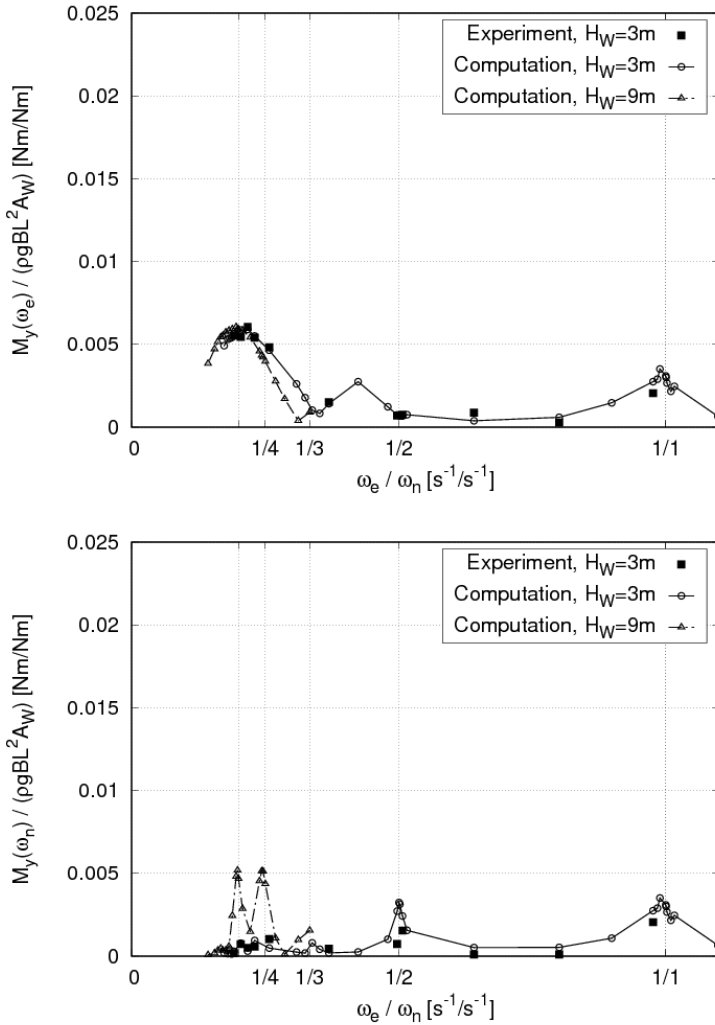 0.025
0.02
0.015
0.01
0.005
0
Experiment, H_W=3m
Computation, H_W=3m
Computation, H_W=9m
M_y(ω_e) / (ρgBL²A_W) [Nm/Nm]
0 1/4 1/3 1/2 1/1
ω_e / ω_n [s⁻¹/s⁻¹]
0.025
0.02
0.015
0.01
0.005
0
Experiment, H_W=3m
Computation, H_W=3m
Computation, H_W=9m
M_y(ω_n) / (ρgBL²A_W) [Nm/Nm]
0 1/4 1/3 1/2 1/1
ω_e / ω_n [s⁻¹/s⁻¹]